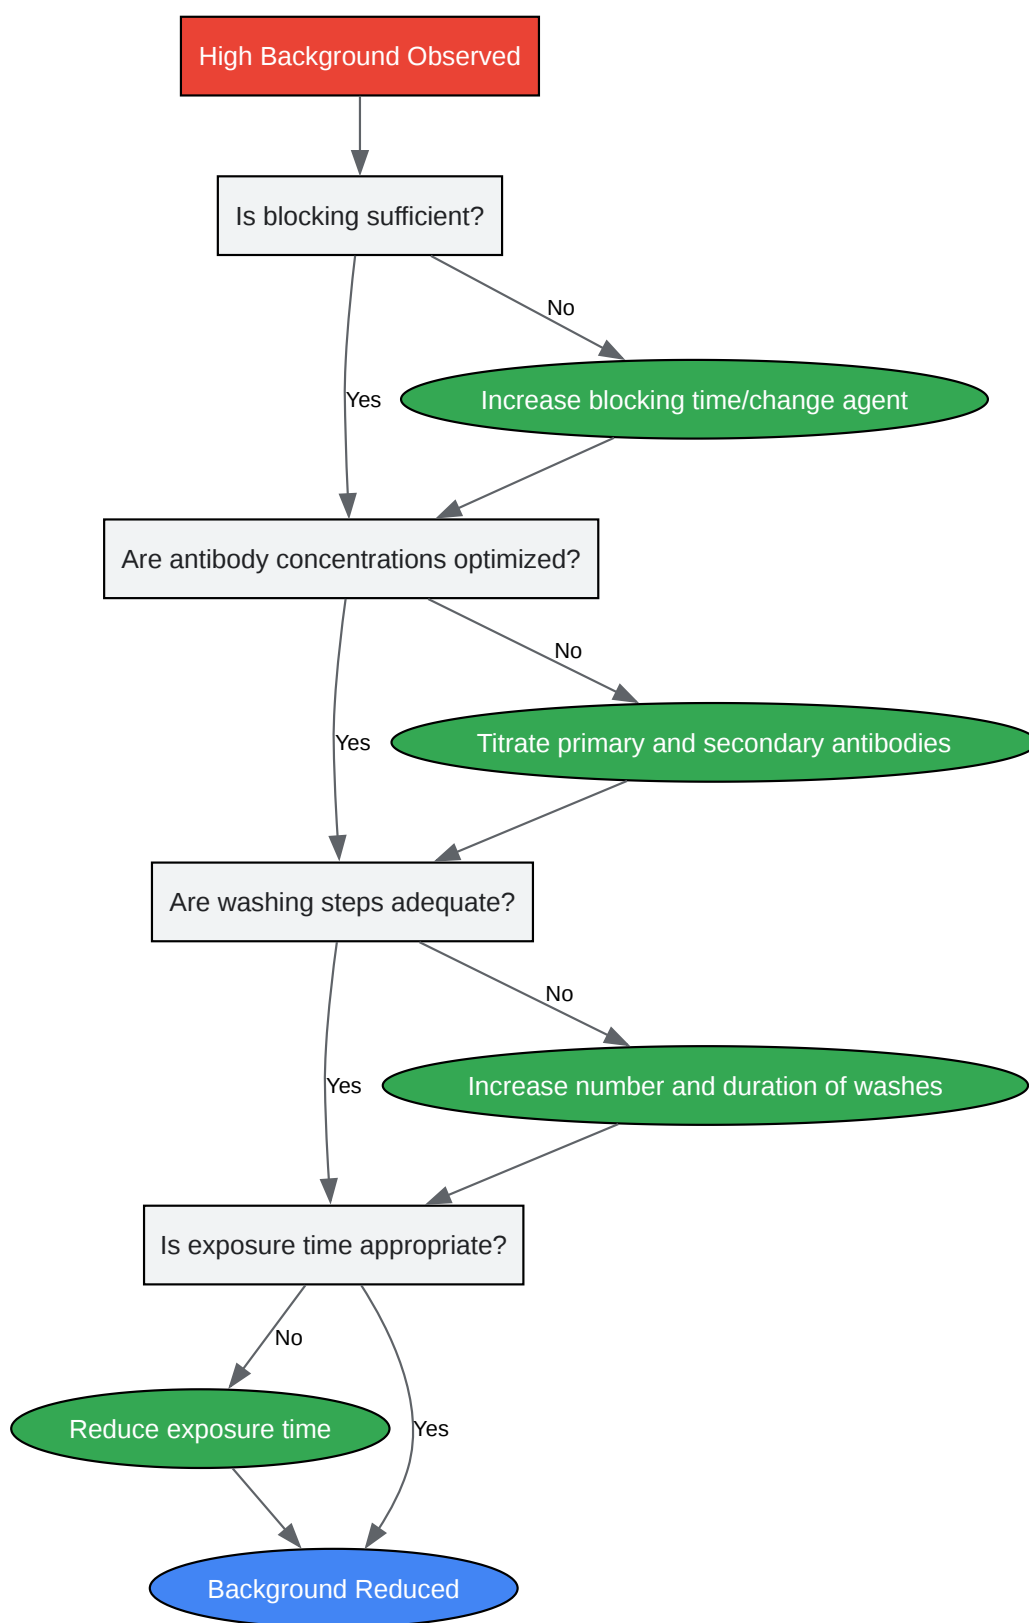 High Background Observed
Is blocking sufficient?
No
Yes
Increase blocking time/change agent
Are antibody concentrations optimized?
No
Yes
Titrate primary and secondary antibodies
Are washing steps adequate?
No
Yes
Increase number and duration of washes
Is exposure time appropriate?
No
Reduce exposure time
Yes
Background Reduced